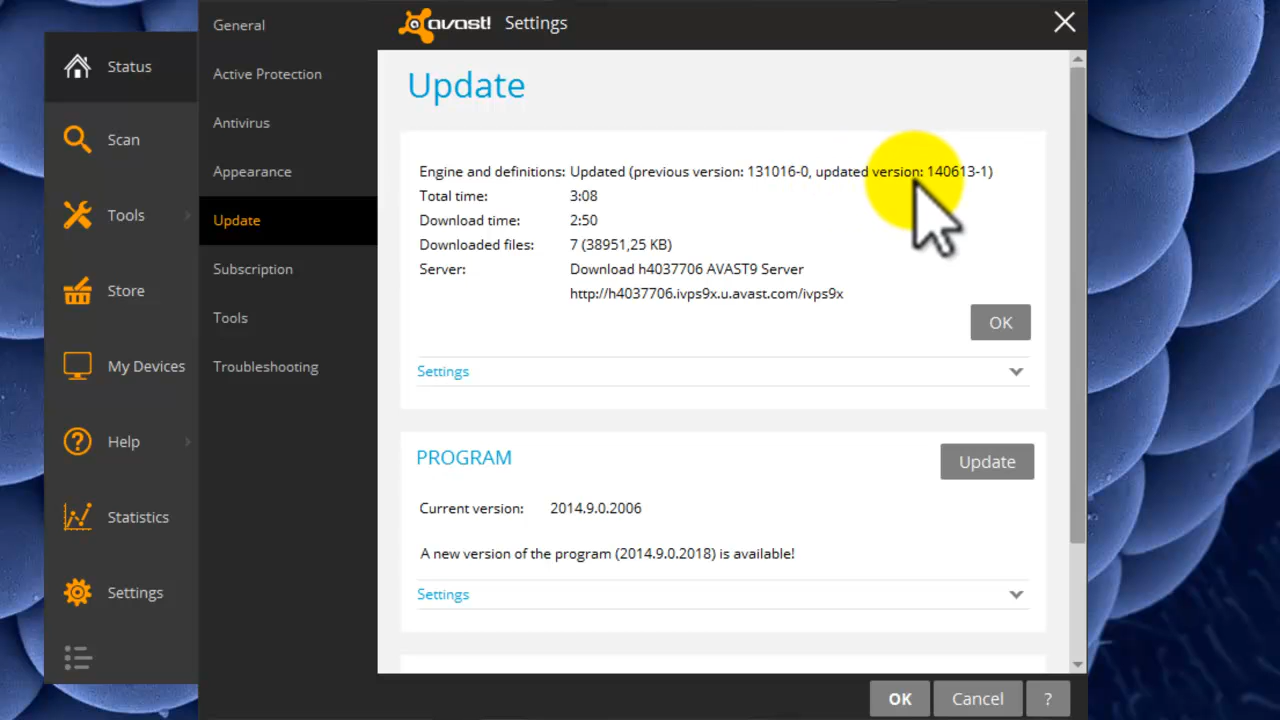 Status
Scan
Tools
Store
My Devices
Help
Statistics
Settings
General
Active Protection
Antivirus
Appearance
Update
Subscription
Tools
Troubleshooting
avast! Settings
Update
Engine and definitions: Updated (previous version: 131016-0, updated version: 140613-1)
Total time: 3:08
Download time: 2:50
Downloaded files: 7 (38951,25 KB)
Server: Download h4037706 AVAST9 Server
http://h4037706.ivps9x.u.avast.com/ivps9x
OK
Settings
PROGRAM
Update
Current version: 2014.9.0.2006
A new version of the program (2014.9.0.2018) is available!
Settings
OK Cancel ?